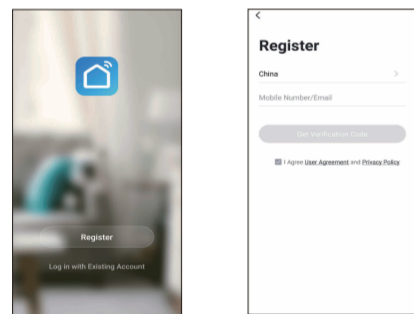 Register
Log in with Existing Account
<
Register
China >
Mobile Number/Email
Get Verification Code
I Agree User Agreement and Privacy Policy